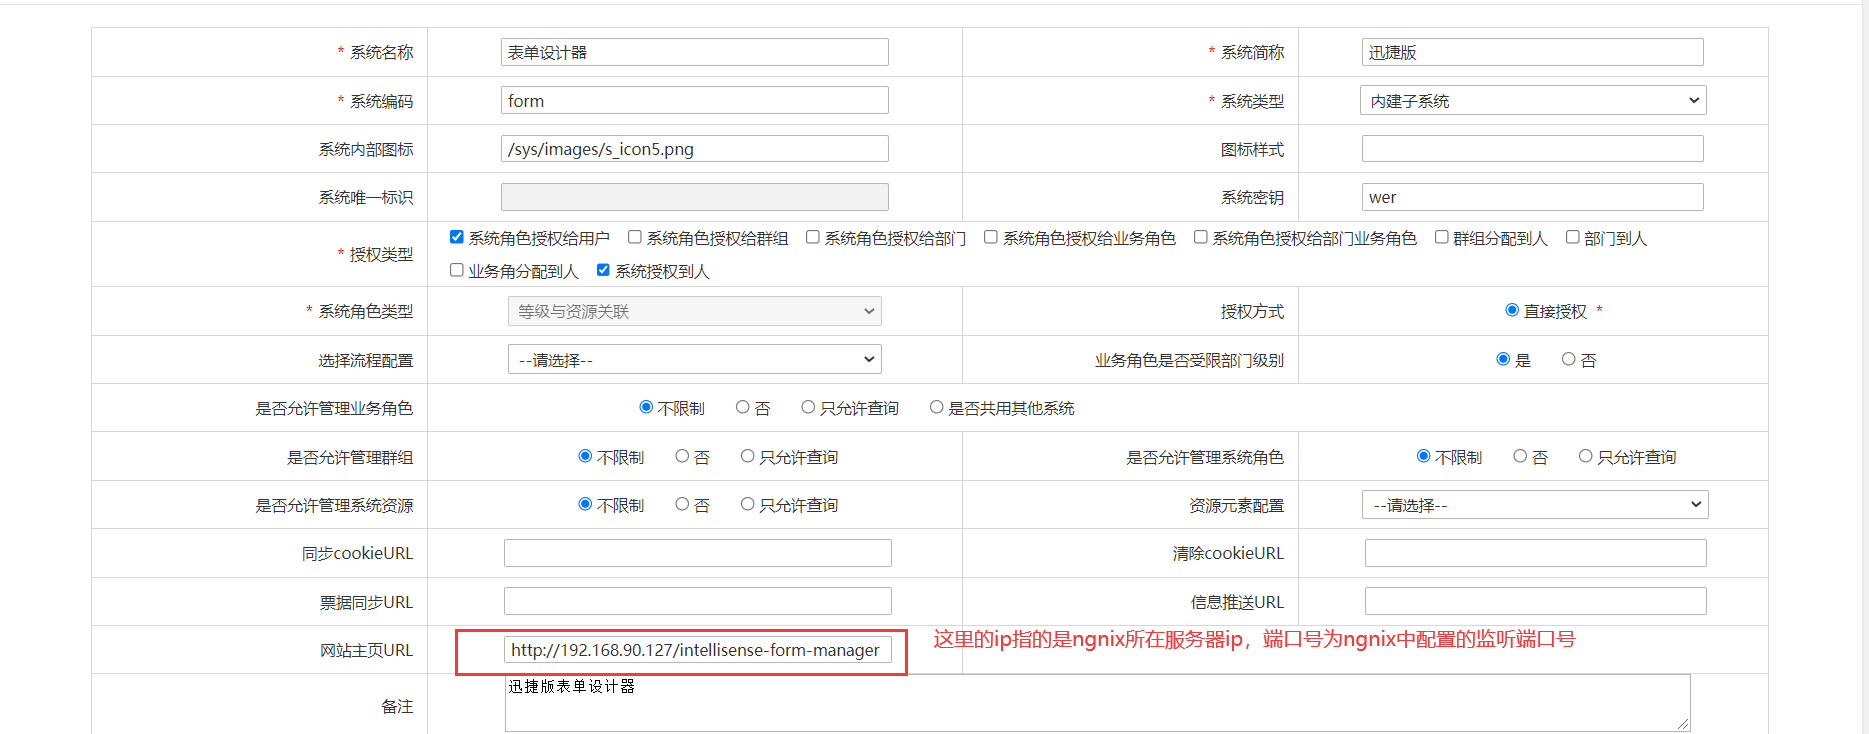 * 系统名称 表单设计器 * 系统简称 迅捷版
* 系统编码 form * 系统类型 内建子系统
系统内部图标 /sys/images/s_icon5.png 图标样式
系统唯一标识 系统密钥 wer
* 授权类型 系统角色授权给用户 系统角色授权给群组 系统角色授权给部门 系统角色授权给业务角色 系统角色授权给部门业务角色 群组分配到人 部门到人
业务角分配到人 系统授权到人
* 系统角色类型 等级与资源关联 授权方式 直接授权 *
选择流程配置 --请选择-- 业务角色是否受限部门级别 是 否
是否允许管理业务角色 不限制 否 只允许查询 是否共用其他系统
是否允许管理群组 不限制 否 只允许查询 是否允许管理系统角色 不限制 否 只允许查询
是否允许管理系统资源 不限制 否 只允许查询 资源元素配置 --请选择--
同步cookieURL 清除cookieURL
票据同步URL 信息推送URL
网站主页URL http://192.168.90.127/intellisense-form-manager 这里的ip指的是ngnix所在服务器ip，端口号为ngnix中配置的监听端口号
备注 迅捷版表单设计器